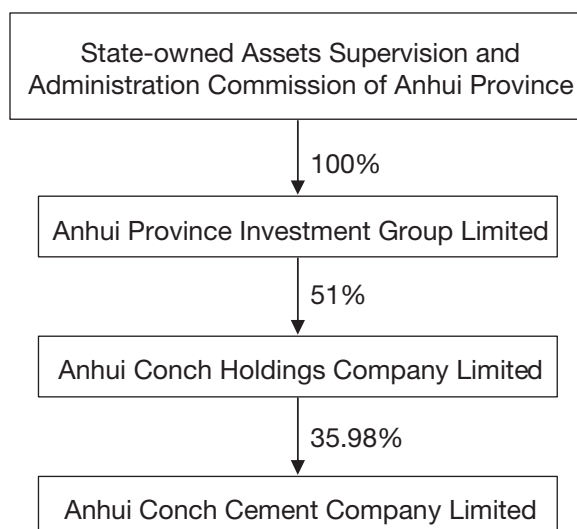 State-owned Assets Supervision and
Administration Commission of Anhui Province
100%
Anhui Province Investment Group Limited
51%
Anhui Conch Holdings Company Limited
35.98%
Anhui Conch Cement Company Limited